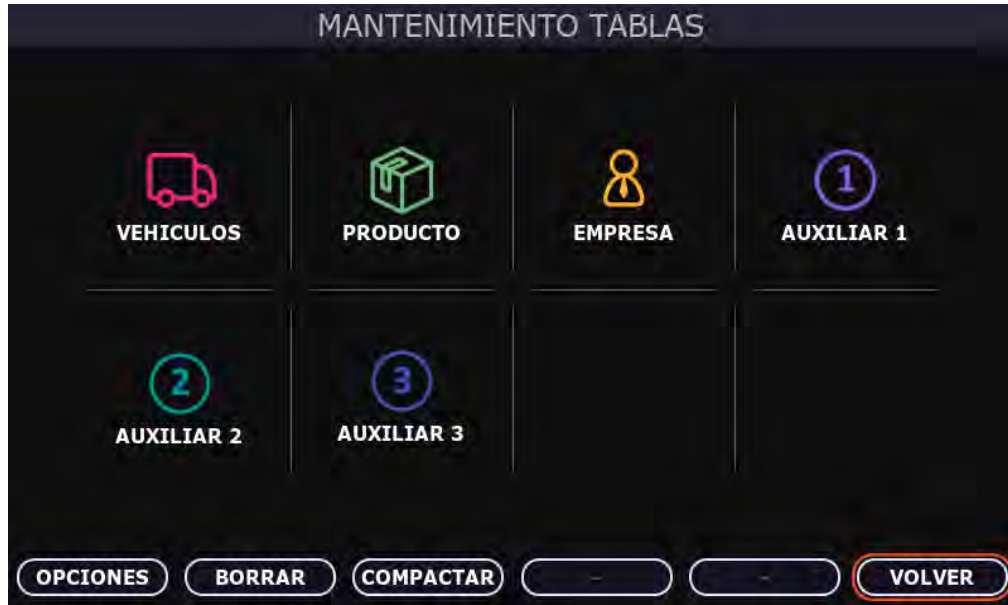 MANTENIMIENTO TABLAS
VEHICULOS
PRODUCTO
EMPRESA
1
AUXILIAR 1
2
AUXILIAR 2
3
AUXILIAR 3
OPCIONES
BORRAR
COMPACTAR
-
-
VOLVER